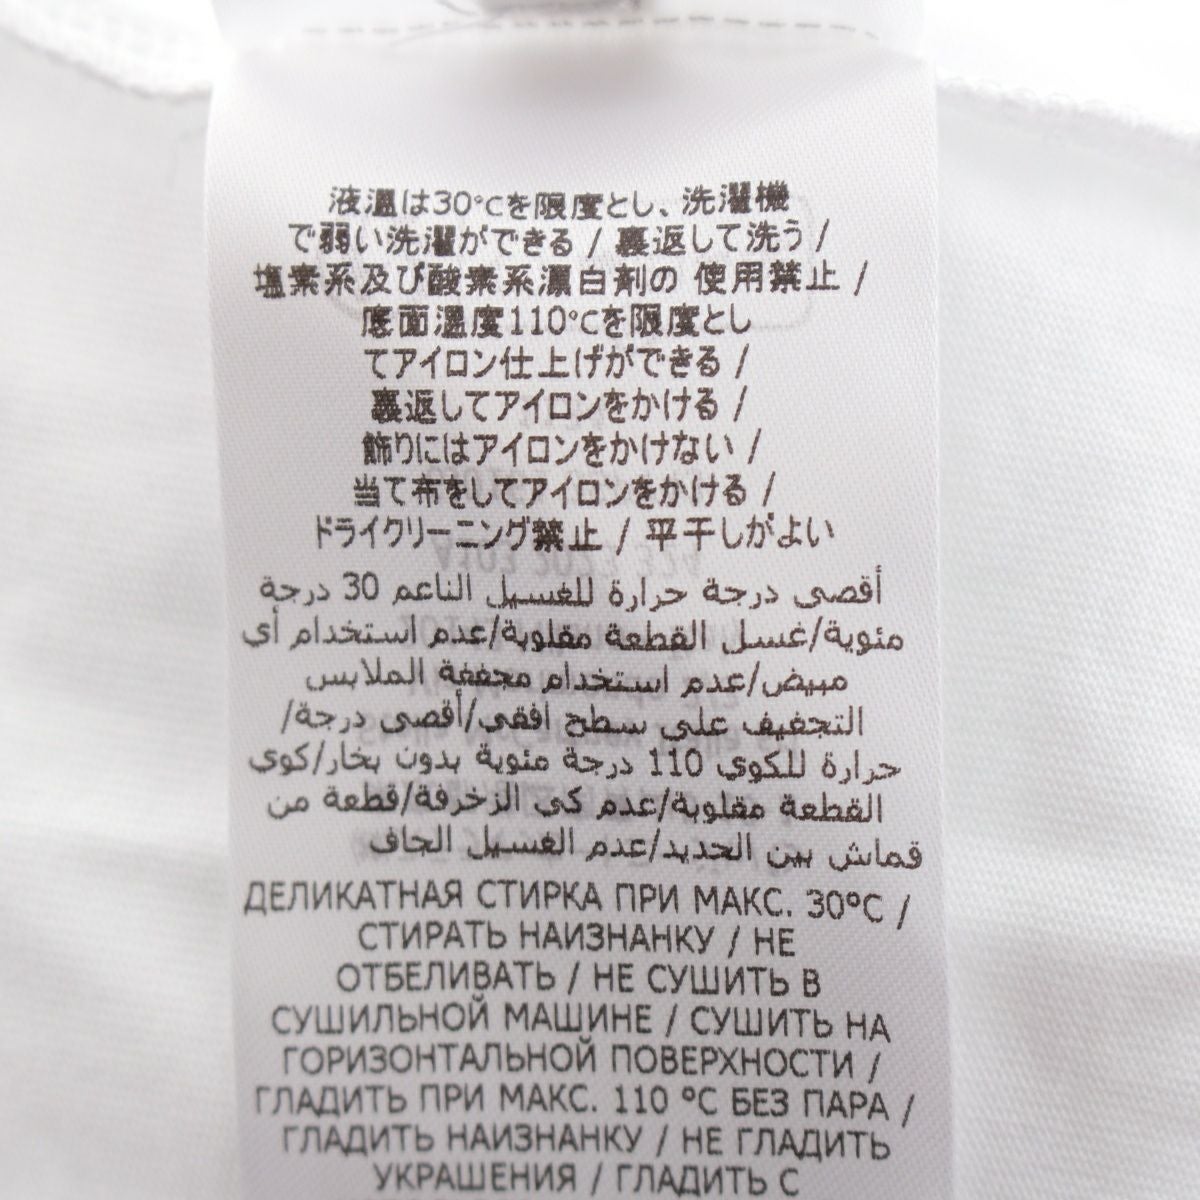 液温は30℃を限度とし、洗濯機
で弱い洗濯ができる / 裏返して洗う /
塩素系及び酸素系漂白剤の 使用禁止 /
底面温度110℃を限度とし
てアイロン仕上げができる /
裏返してアイロンをかける /
飾りにはアイロンをかけない /
当て布をしてアイロンをかける /
ドライクリーニング禁止 / 平干しがよい
أقصى درجة حرارة للغسيل الناعم 30 درجة
مئوية/غسل القطعة مقلوبة/عدم استخدام أي
مبيض/عدم استخدام مجففة الملابس
التجفيف على سطح افقي/أقصى درجة/
حرارة للكوي 110 درجة مئوية بدون بخار/كوي
القطعة مقلوبة/عدم كي الزخرفة/قطعة من
قماش بين الحديد/عدم الغسيل الجاف
ДЕЛИКАТНАЯ СТИРКА ПРИ МАКС. 30ºC /
СТИРАТЬ НАИЗНАНКУ / НЕ
ОТБЕЛИВАТЬ / НЕ СУШИТЬ В
СУШИЛЬНОЙ МАШИНЕ / СУШИТЬ НА
ГОРИЗОНТАЛЬНОЙ ПОВЕРХНОСТИ /
ГЛАДИТЬ ПРИ МАКС. 110 ºC БЕЗ ПАРА /
ГЛАДИТЬ НАИЗНАНКУ / НЕ ГЛАДИТЬ
УКРАШЕНИЯ / ГЛАДИТЬ С